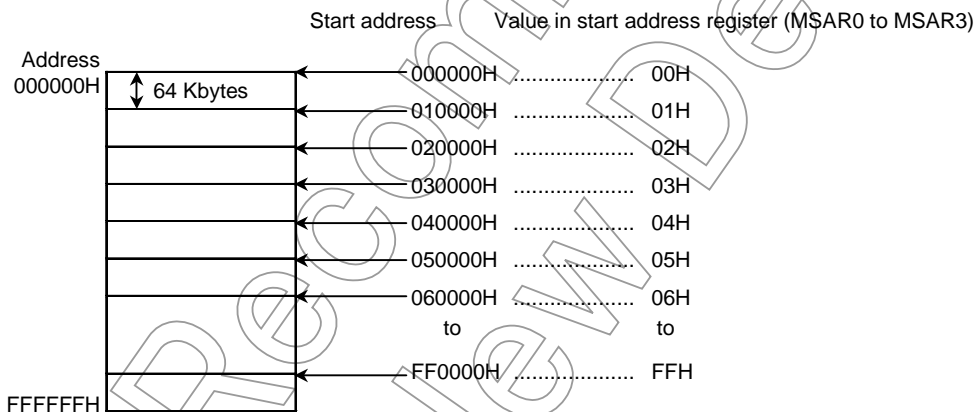 Start address Value in start address register (MSAR0 to MSAR3)
Address
000000H
64 Kbytes
000000H .................... 00H
010000H .................... 01H
020000H .................... 02H
030000H .................... 03H
040000H .................... 04H
050000H .................... 05H
060000H .................... 06H
to to
FF0000H .................... FFH
FFFFFFH